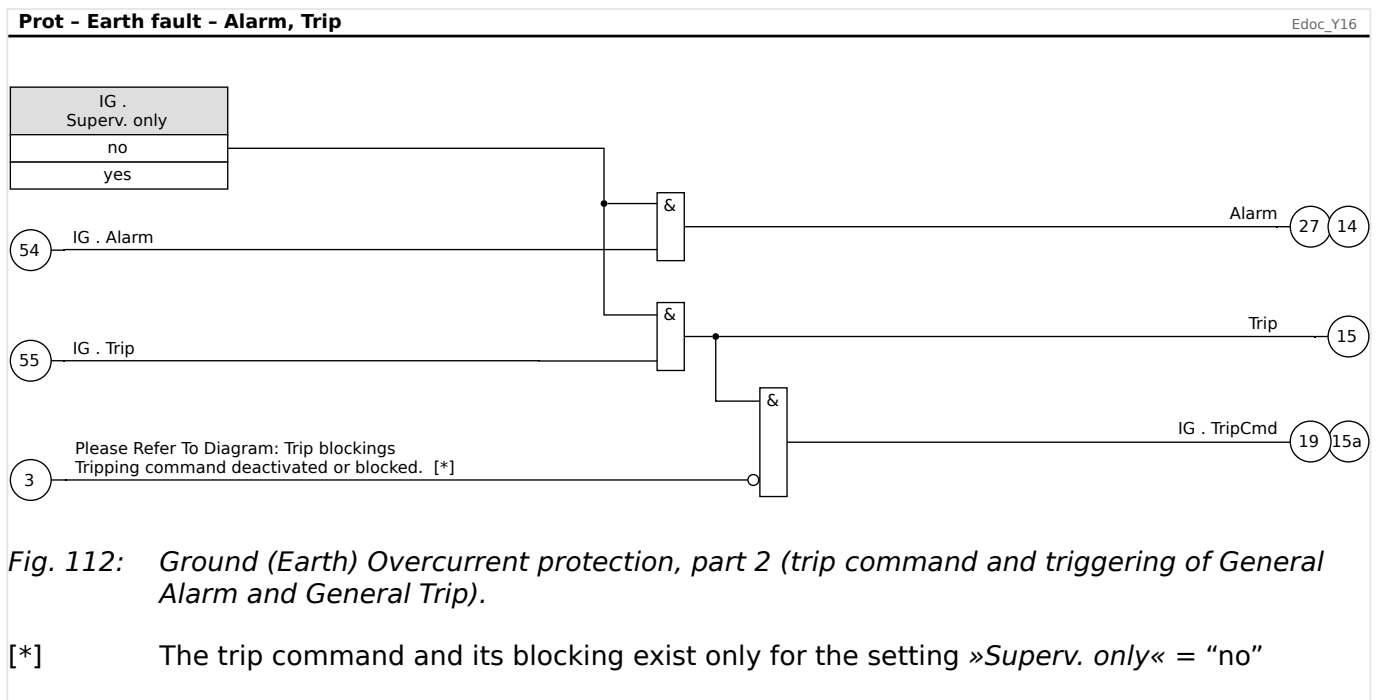 Prot – Earth fault – Alarm, Trip
Edoc_Y16
IG .
Superv. only
no
yes
&
Alarm
27 14
54
IG . Alarm
&
Trip
15
55
IG . Trip
&
IG . TripCmd
19 15a
Please Refer To Diagram: Trip blockings
Tripping command deactivated or blocked. [*]
3
Fig. 112: Ground (Earth) Overcurrent protection, part 2 (trip command and triggering of General
Alarm and General Trip).
[*] The trip command and its blocking exist only for the setting »Superv. only« = “no”